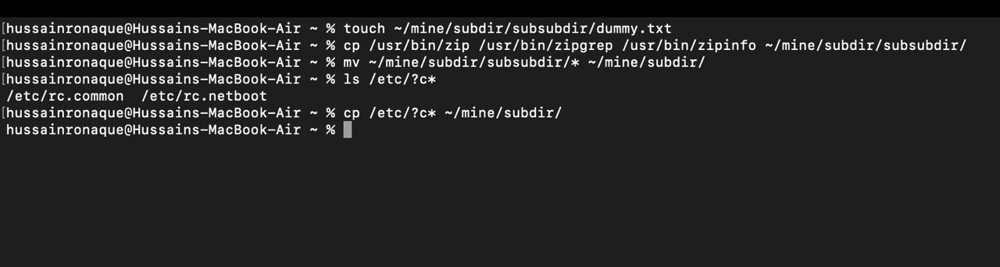 [hussainronaque@Hussains-MacBook-Air ~ % touch ~/mine/subdir/subsubdir/dummy.txt
[hussainronaque@Hussains-MacBook-Air ~ % cp /usr/bin/zip /usr/bin/zipgrep /usr/bin/zipinfo ~/mine/subdir/subsubdir/
[hussainronaque@Hussains-MacBook-Air ~ % mv ~/mine/subdir/subsubdir/* ~/mine/subdir/
[hussainronaque@Hussains-MacBook-Air ~ % ls /etc/?c*
/etc/rc.common  /etc/rc.netboot
[hussainronaque@Hussains-MacBook-Air ~ % cp /etc/?c* ~/mine/subdir/
hussainronaque@Hussains-MacBook-Air ~ %